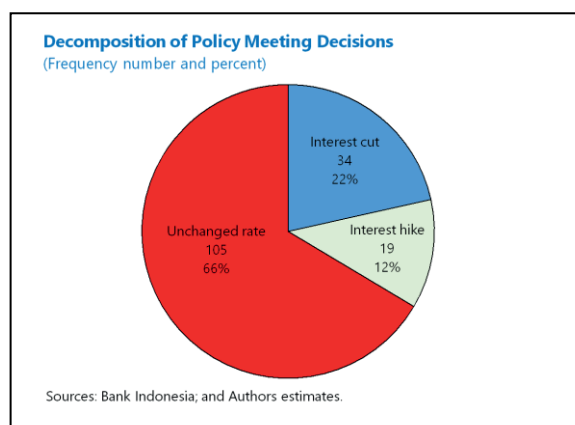 Decomposition of Policy Meeting Decisions
(Frequency number and percent)
Interest cut
34
22%
Unchanged rate
105
66%
Interest hike
19
12%
Sources: Bank Indonesia; and Authors estimates.